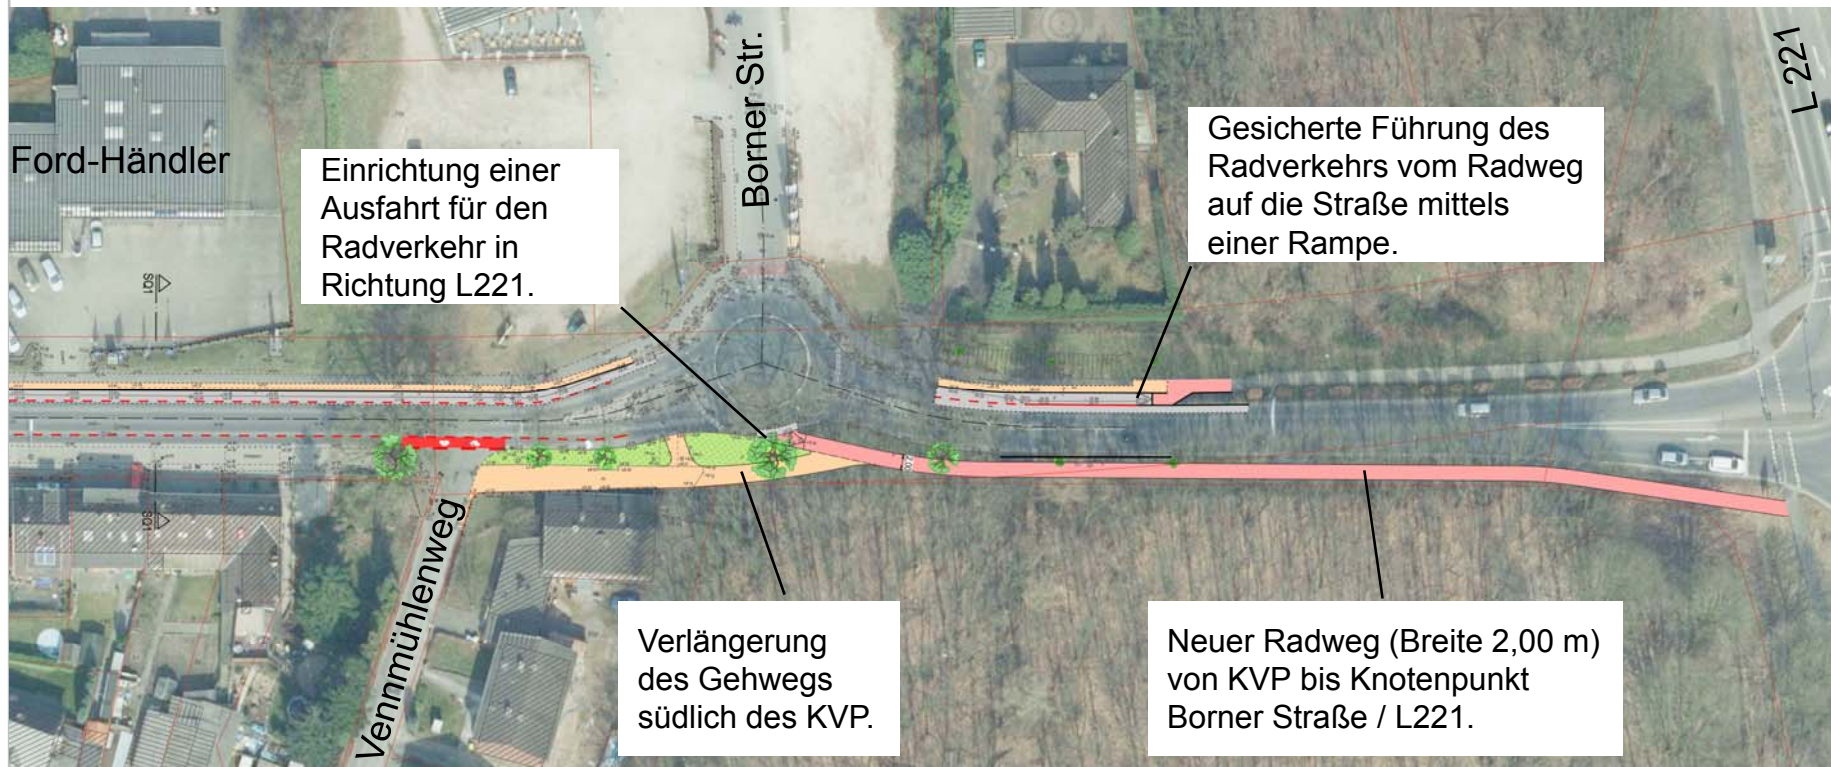 L 221
Ford-Händler
Borner Str.
Einrichtung einer
Ausfahrt für den
Radverkehr in
Richtung L221.
Gesicherte Führung des
Radverkehrs vom Radweg
auf die Straße mittels
einer Rampe.
SQ1
SQ1
Vennmühlenweg
Verlängerung
des Gehwegs
südlich des KVP.
Neuer Radweg (Breite 2,00 m)
von KVP bis Knotenpunkt
Borner Straße / L221.